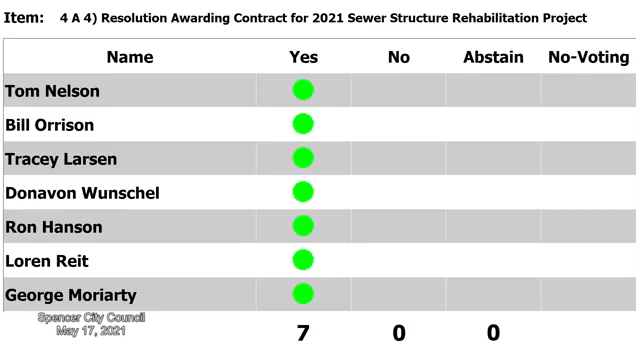 Item: 4 A 4) Resolution Awarding Contract for 2021 Sewer Structure Rehabilitation Project
Name Yes No Abstain No-Voting
Tom Nelson
Bill Orrison
Tracey Larsen
Donavon Wunschel
Ron Hanson
Loren Reit
George Moriarty
Spencer City Council
May 17, 2021
7 0 0